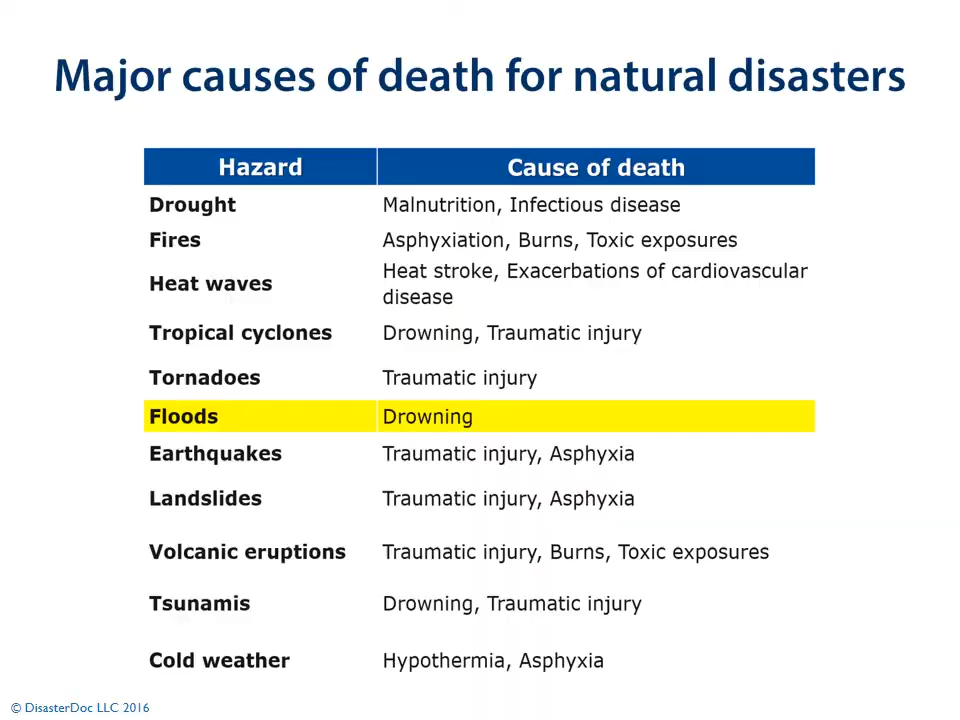 Major causes of death for natural disasters
Hazard Cause of death
Drought Malnutrition, Infectious disease
Fires Asphyxiation, Burns, Toxic exposures
Heat waves Heat stroke, Exacerbations of cardiovascular
disease
Tropical cyclones Drowning, Traumatic injury
Tornadoes Traumatic injury
Floods Drowning
Earthquakes Traumatic injury, Asphyxia
Landslides Traumatic injury, Asphyxia
Volcanic eruptions Traumatic injury, Burns, Toxic exposures
Tsunamis Drowning, Traumatic injury
Cold weather Hypothermia, Asphyxia
© DisasterDoc LLC 2016